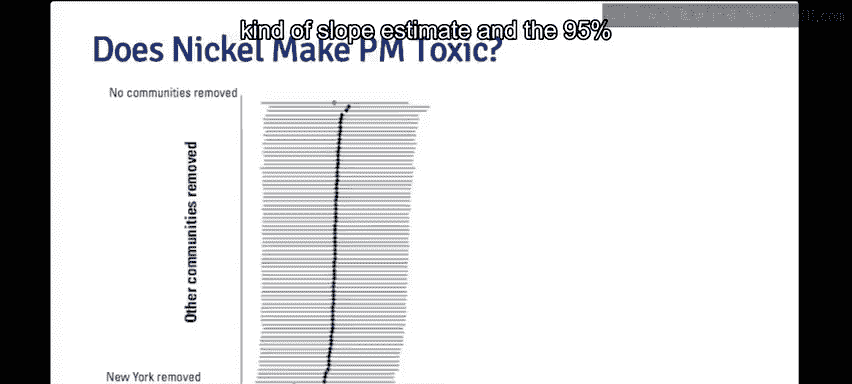 kind of slope estimate and the 95%
Does Nickel Make PM Toxic?
No communities removed
Other communities removed
New York removed